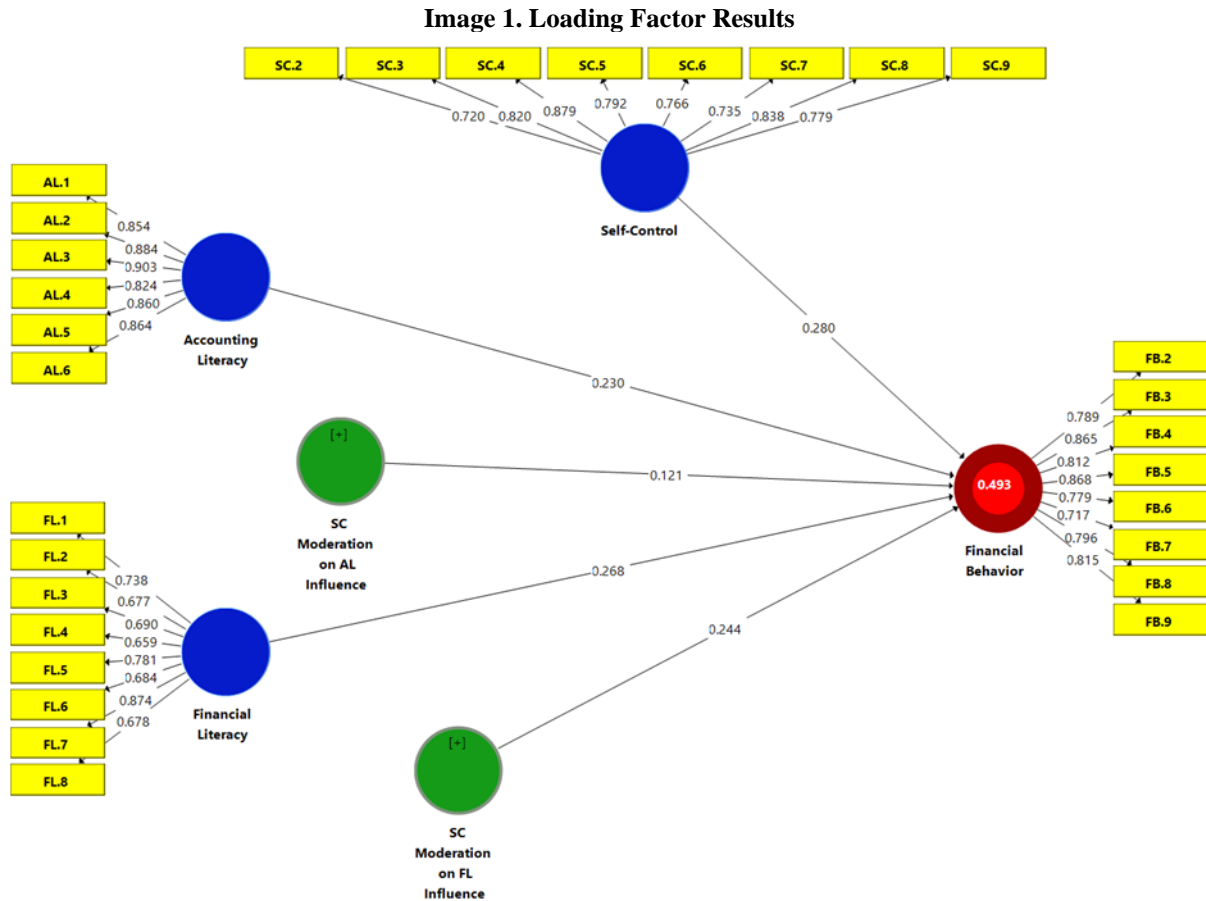 Image 1. Loading Factor Results
SC.2 SC.3 SC.4 SC.5 SC.6 SC.7 SC.8 SC.9
0.720 0.820 0.879 0.792 0.766 0.735 0.838 0.779
Self-Control
AL.1
AL.2
AL.3
AL.4
AL.5
AL.6
0.854
0.884
0.903
0.824
0.860
0.864
Accounting
Literacy
0.280
0.230
[+]
SC
Moderation
on AL
Influence
0.121
FL.1
FL.2
FL.3
FL.4
FL.5
FL.6
FL.7
FL.8
0.738
0.677
0.690
0.659
0.781
0.684
0.874
0.678
Financial
Literacy
0.268
[+]
SC
Moderation
on FL
Influence
0.244
0.493
Financial
Behavior
0.789
0.865
0.812
0.868
0.779
0.717
0.796
0.815
FB.2
FB.3
FB.4
FB.5
FB.6
FB.7
FB.8
FB.9